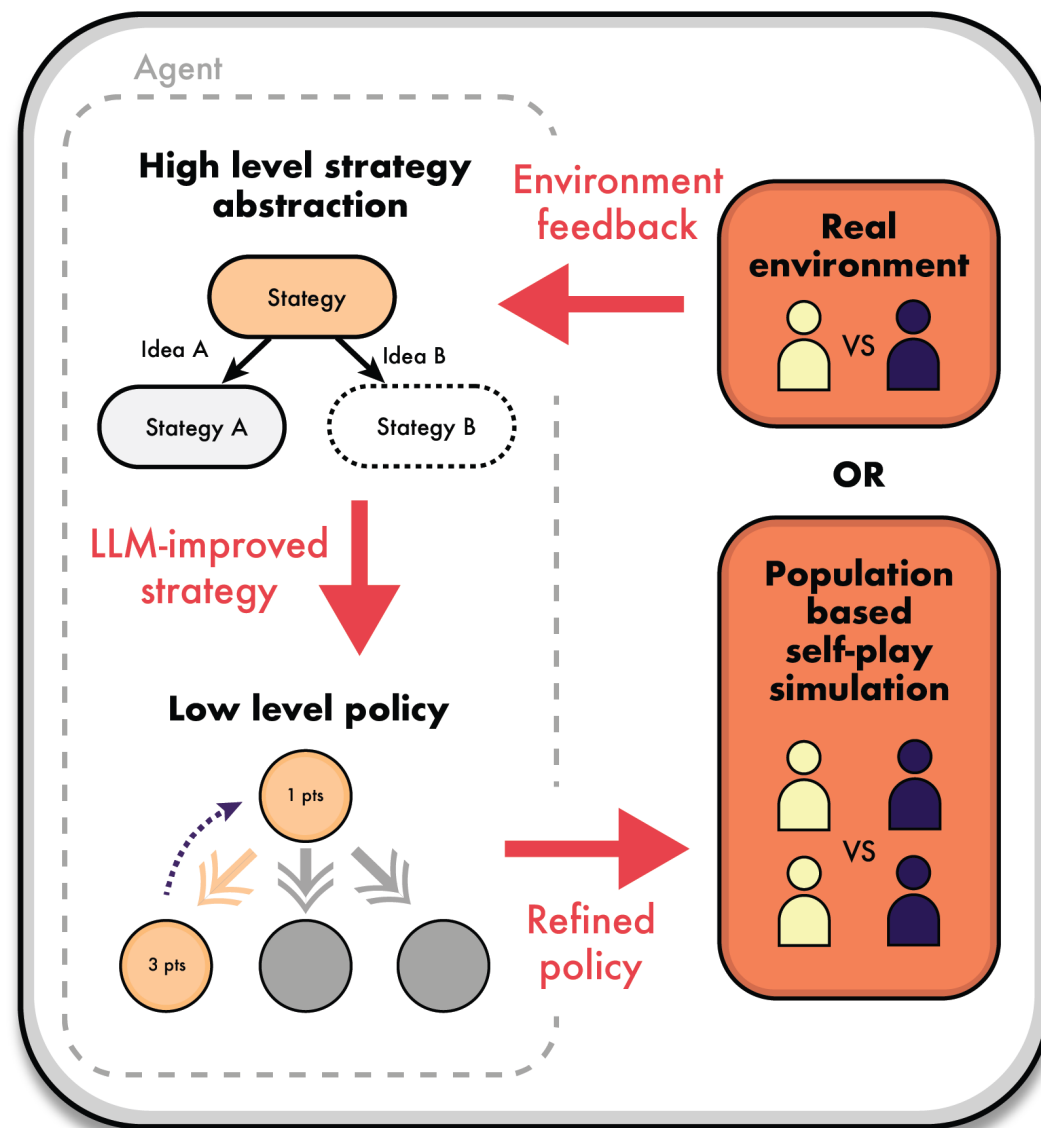 Agent
High level strategy
abstraction
Stategy
Idea A
Idea B
Stategy A
Stategy B
LLM-improved
strategy
Low level policy
1 pts
3 pts
Environment
feedback
Refined
policy
Real
environment
VS
OR
Population
based
self-play
simulation
VS